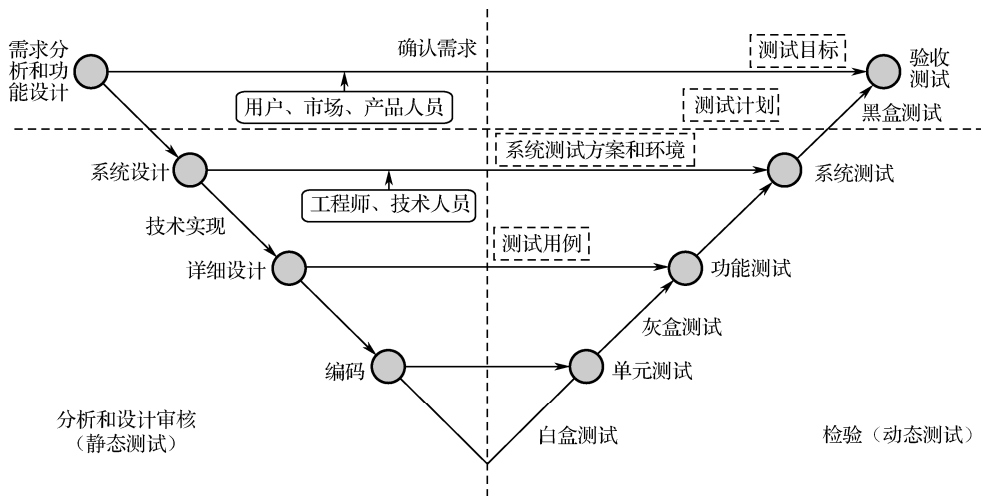 需求分
析和功
能设计
确认需求
测试目标
验收
测试
用户、市场、产品人员
测试计划
黑盒测试
系统设计
系统测试方案和环境
系统测试
工程师、技术人员
技术实现
测试用例
详细设计
功能测试
灰盒测试
编码
单元测试
分析和设计审核
（静态测试）
白盒测试
检验（动态测试）